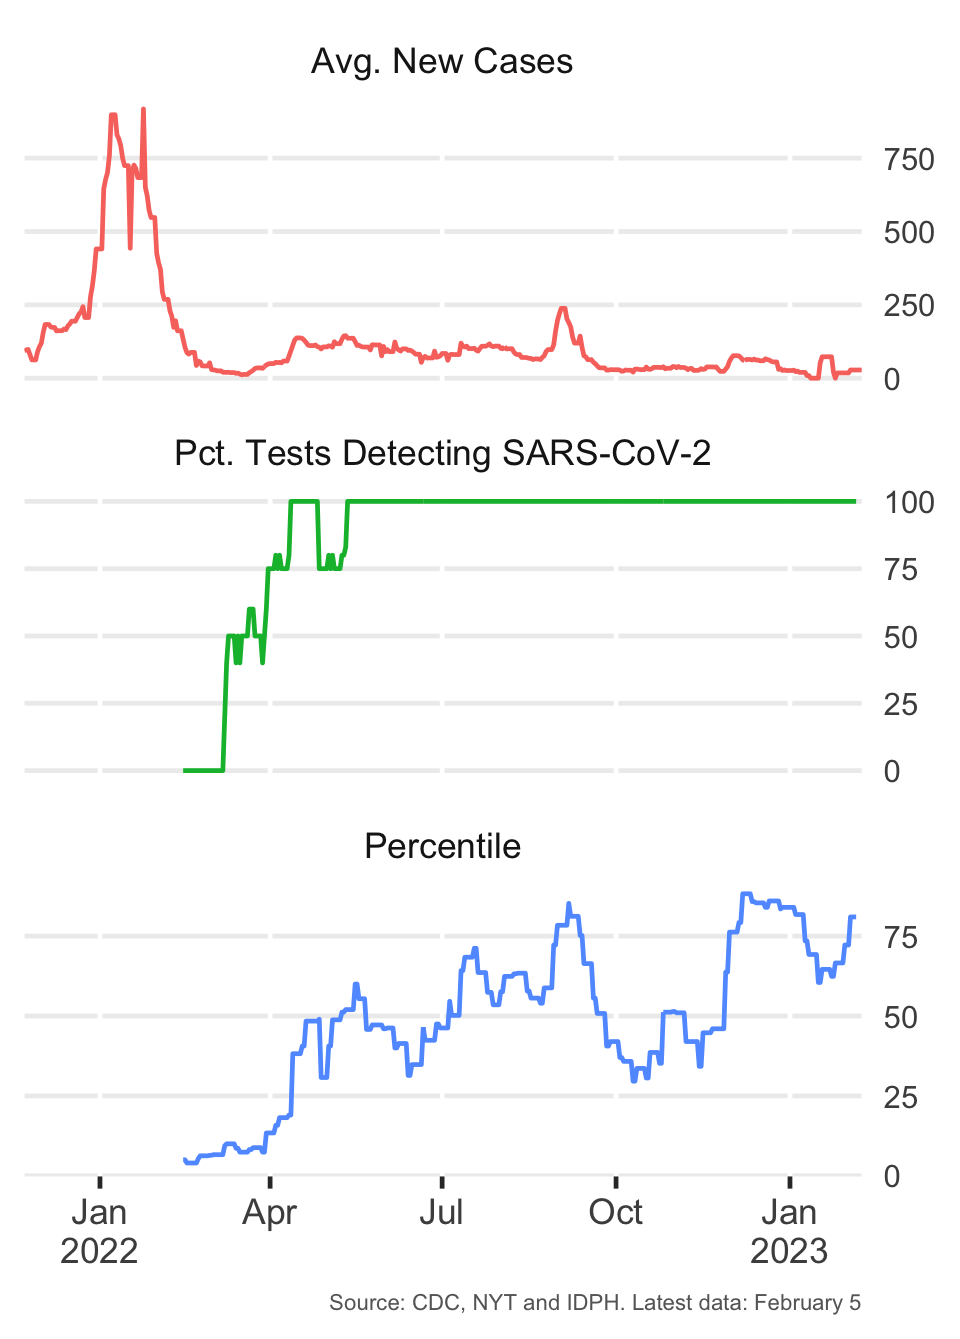 Avg. New Cases
750
500
250
0
Pct. Tests Detecting SARS-CoV-2
100
75
50
25
0
Percentile
75
50
25
0
Jan Apr Jul Oct Jan
2022 2023
Source: CDC, NYT and IDPH. Latest data: February 5